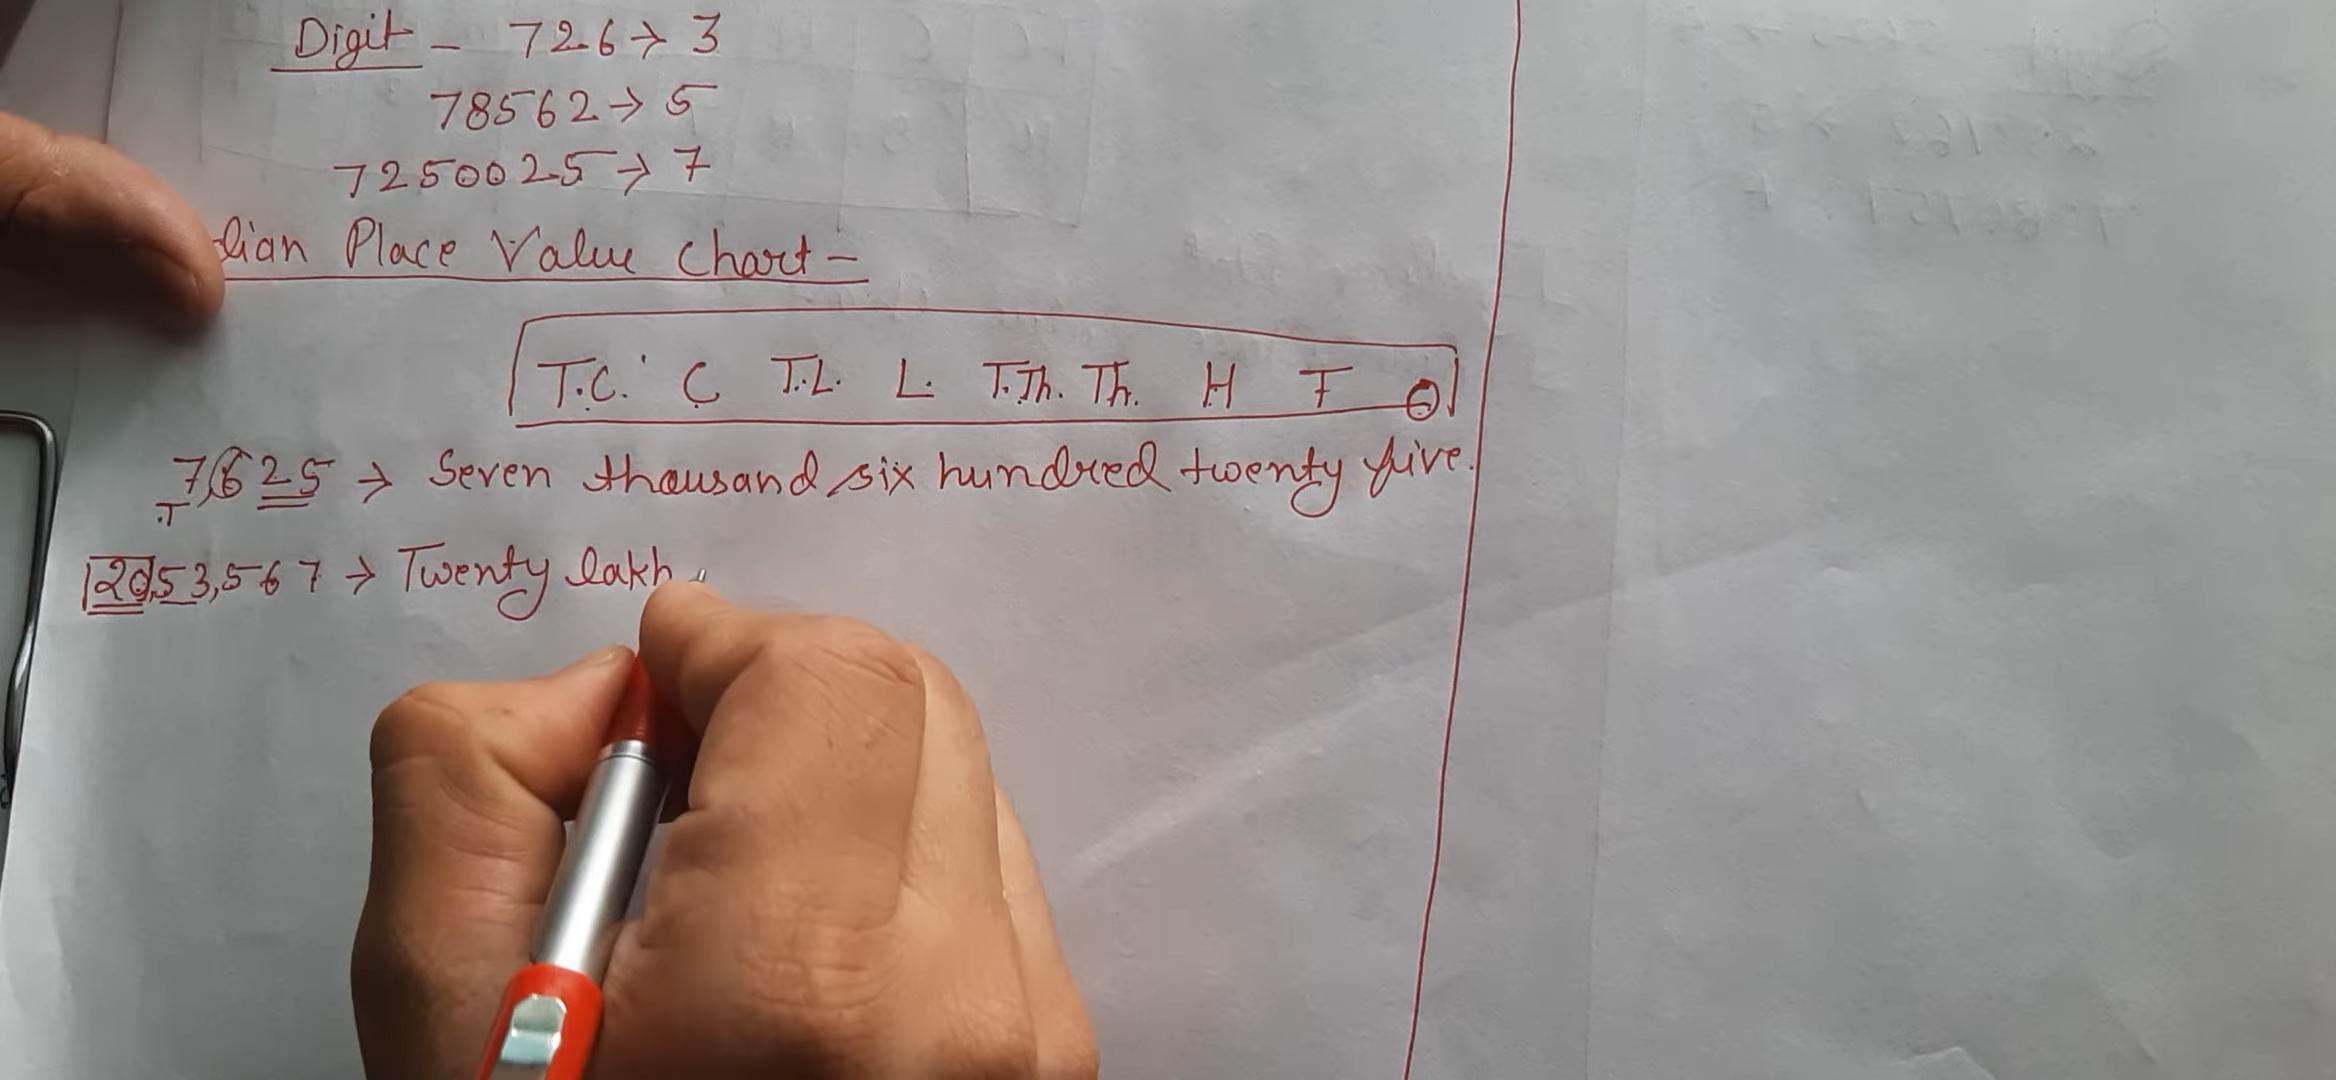 Digit - 726 → 3
78562 → 5
7250025 → 7
dian Place Value Chart -
T.C. C T.L. L. T.Th. Th. H T O
7,625 → Seven thousand six hundred twenty five.
T
20,53,567 → Twenty lakh